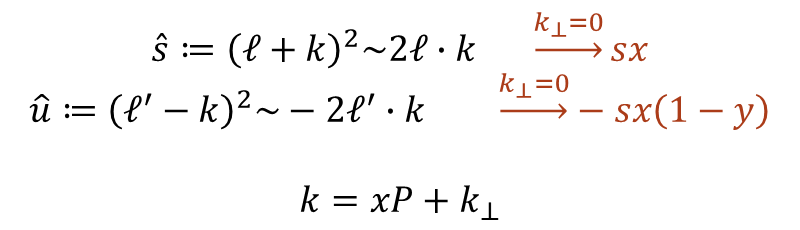 ŝ ≔ (ℓ + k)²~2ℓ · k    k⊥=0 ⟶ sx
û ≔ (ℓ′ − k)²~ − 2ℓ′ · k    k⊥=0 ⟶ − sx(1 − y)
k = xP + k⊥